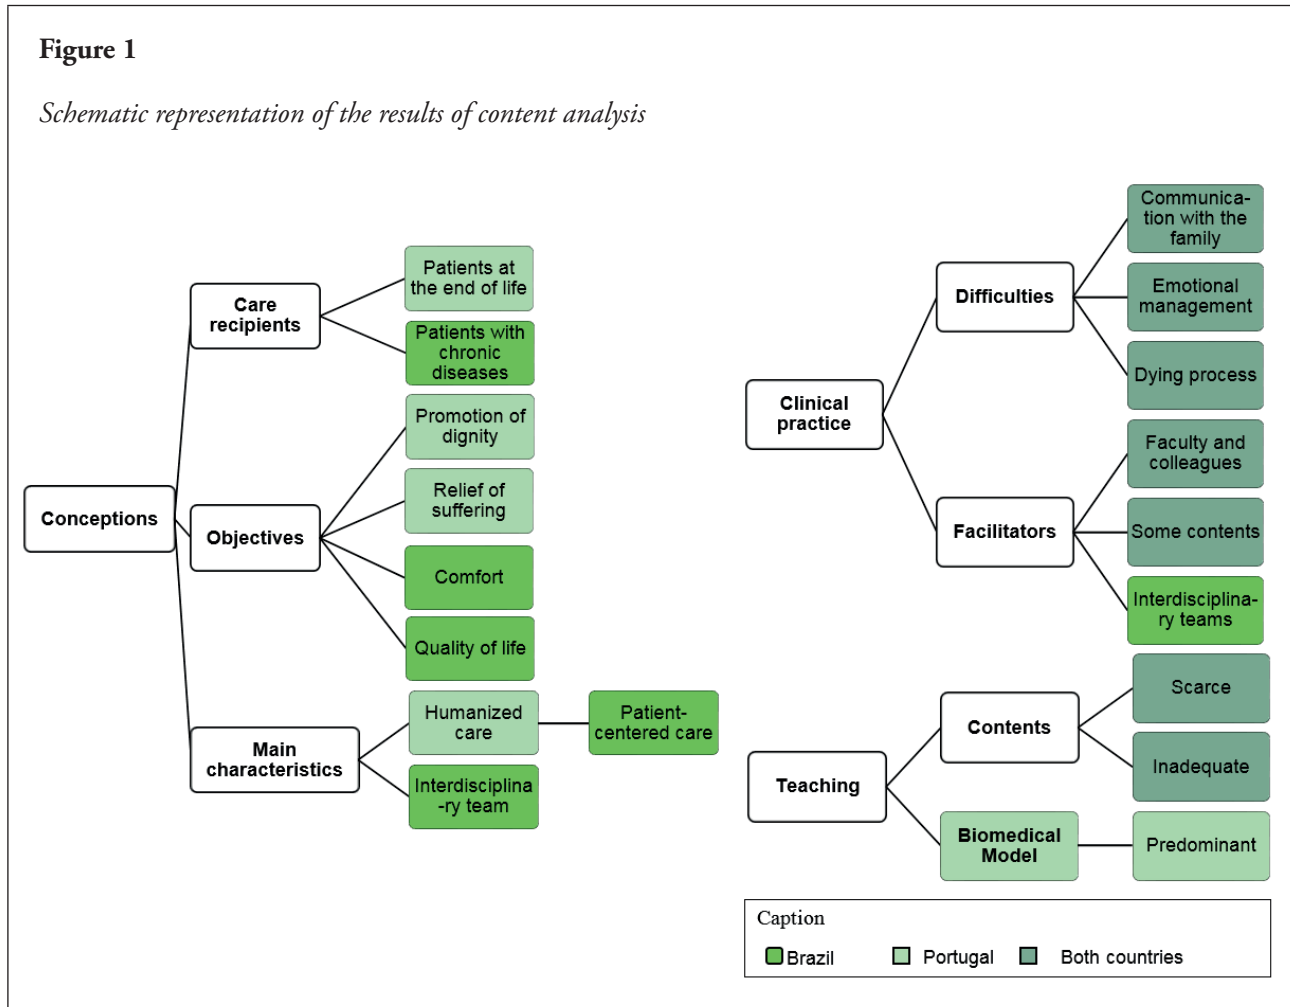 Figure 1
Schematic representation of the results of content analysis
Conceptions
Care
recipients
Patients at
the end of life
Patients with
chronic
diseases
Objectives
Promotion of
dignity
Relief of
suffering
Comfort
Quality of life
Main
characteristics
Humanized
care
Patient-
centered care
Interdisciplina
-ry team
Clinical
practice
Difficulties
Communica-
tion with the
family
Emotional
management
Dying process
Facilitators
Faculty and
colleagues
Some contents
Interdisciplina-
ry teams
Teaching
Contents
Scarce
Inadequate
Biomedical
Model
Predominant
Caption
Brazil
Portugal
Both countries